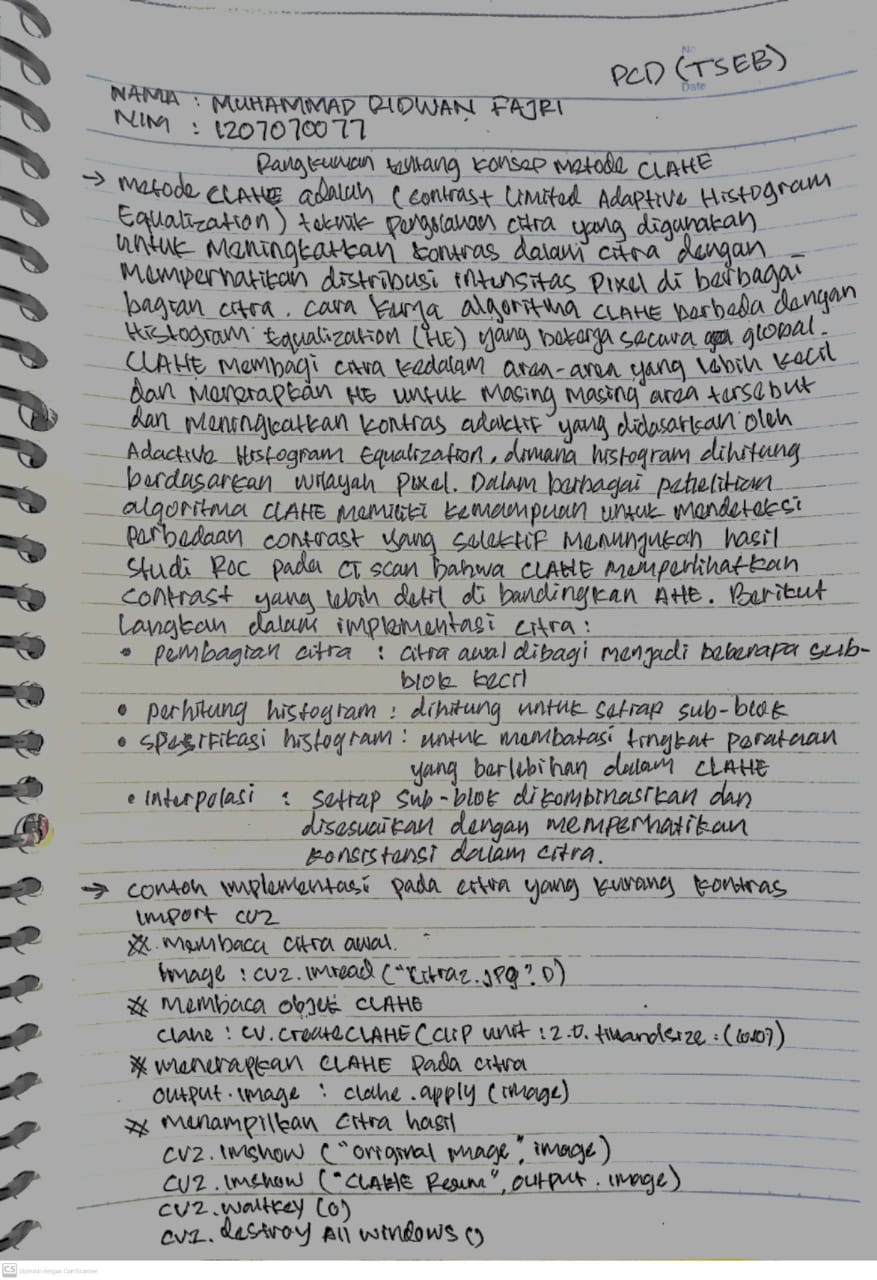 No
PCD (TSEB)
Date
NAMA : MUHAMMAD RIDWAN FAJRI
NIM : 1207070077
Rangkuman tentang konsep metode CLAHE
→ Metode CLAHE adalah (Contrast Limited Adaptive Histogram
Equalization) teknik pengolahan citra yang digunakan
untuk meningkatkan kontras dalam citra dengan
memperhatikan distribusi intensitas pixel di berbagai
bagian citra. cara kerja algoritma CLAHE berbeda dengan
Histogram Equalization (HE) yang bekerja secara global.
CLAHE membagi citra kedalam area-area yang lebih kecil
dan menerapkan HE untuk masing masing area tersebut
dan meningkatkan kontras adaktif yang didasarkan oleh
Adactive Histogram Equalization, dimana histogram dihitung
berdasarkan wilayah pixel. Dalam berbagai penelitian
algoritma CLAHE memiliki kemampuan untuk mendeteksi
perbedaan contrast yang selektif menunjukan hasil
studi ROC pada CT scan bahwa CLAHE memperlihatkan
contrast yang lebih detil di bandingkan AHE. Berikut
langkah dalam implementasi citra :
• pembagian citra : citra awal dibagi menjadi beberapa sub-
blok kecil
• perhitung histogram : dihitung untuk setiap sub-blok
• spesifikasi histogram : untuk membatasi tingkat perataan
yang berlebihan dalam CLAHE
• interpolasi : setiap sub-blok dikombinasikan dan
disesuaikan dengan memperhatikan
konsistensi dalam citra.
→ contoh implementasi pada citra yang kurang kontras
import cv2
# membaca citra awal.
image : cv2.imread ("citra2.jpg", 0)
# Membaca objek CLAHE
clahe : cv.createCLAHE (clip unit : 2.0.
# menerapkan CLAHE pada citra
output.image : clahe.apply (image)
# menampilkan citra hasil
cv2.imshow ("original image", image)
cv2.imshow ("CLAHE", output.image)
cv2.waitkey (0)
cv2.destroy All windows ()
CS Dipindai dengan CamScanner